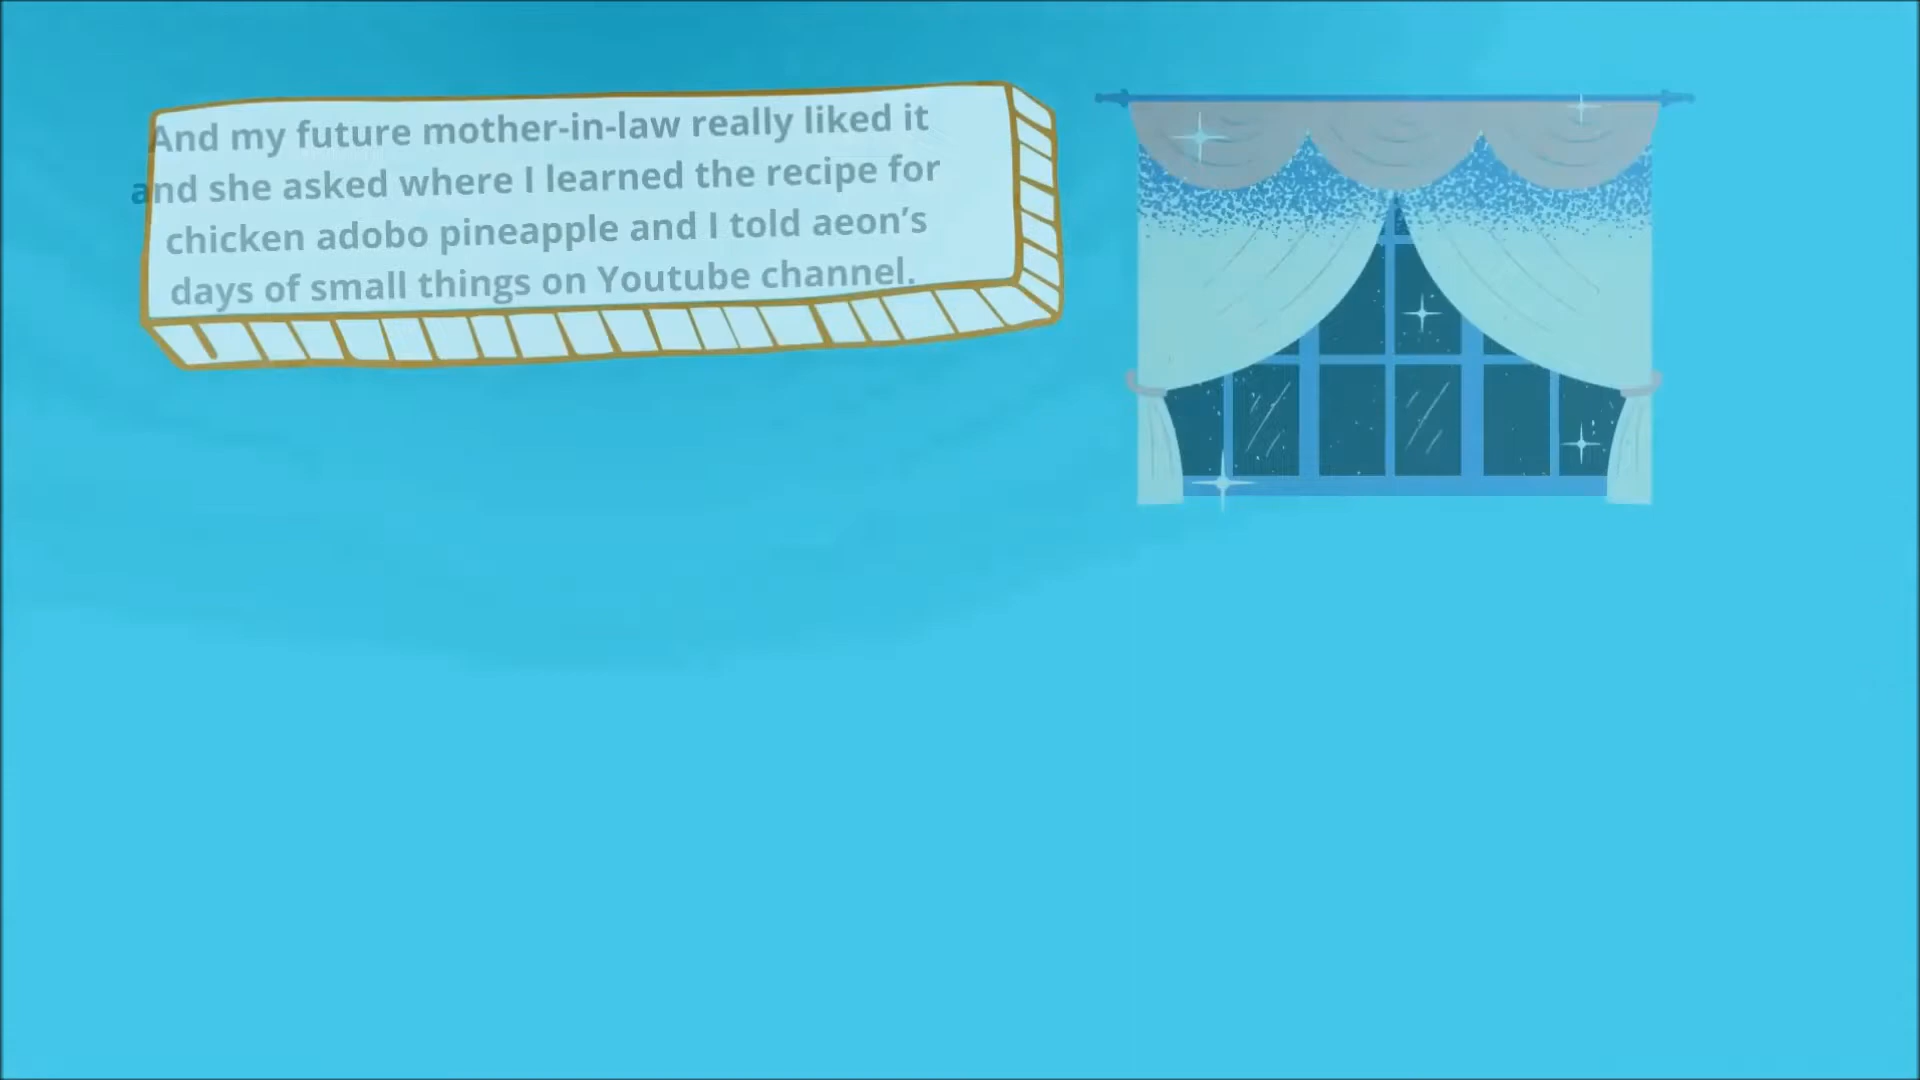 And my future mother-in-law really liked it
and she asked where I learned the recipe for
chicken adobo pineapple and I told aeon’s
days of small things on Youtube channel.